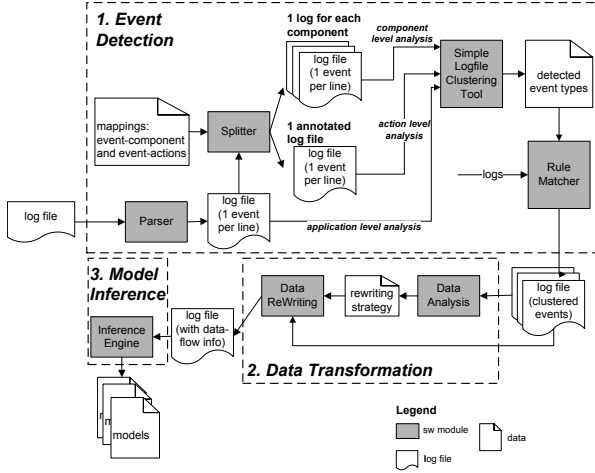 1. Event
Detection
1 log for each
component
component
level analysis
log file
(1 event
per line)
Simple
Logfile
Clustering
Tool
detected
event types
mappings:
event-component
and event-actions
Splitter
1 annotated
log file
action level
analysis
log file
(1 event
per line)
logs
Rule
Matcher
log file
Parser
log file
(1 event
per line)
application level analysis
3. Model
Inference
Data
ReWriting
rewriting
strategy
Data
Analysis
log file
(clustered
events)
Inference
Engine
log file
(with data-
flow info)
2. Data Transformation
m
m
models
Legend
sw module
data
log file